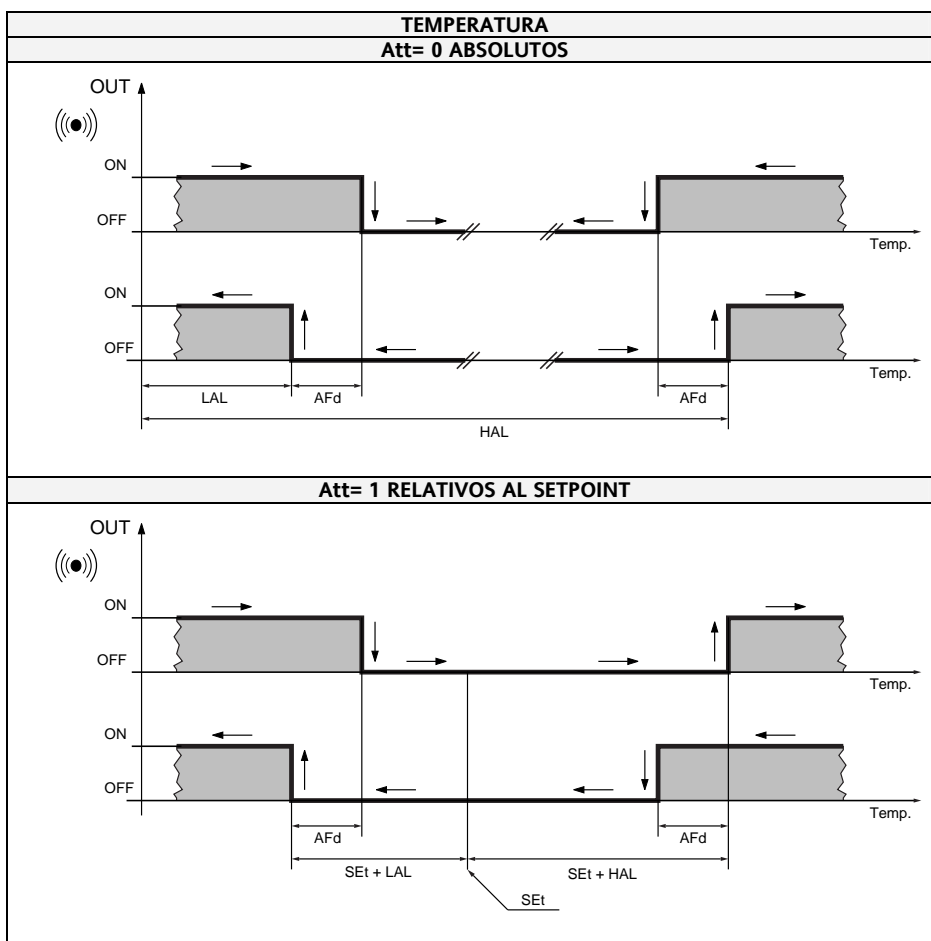 TEMPERATURA
Att= 0 ABSOLUTOS
OUT
ON
OFF
Temp.
ON
OFF
Temp.
LAL
AFd
AFd
HAL
Att= 1 RELATIVOS AL SETPOINT
OUT
ON
OFF
Temp.
ON
OFF
Temp.
AFd
AFd
SEt + LAL
SEt + HAL
SEt